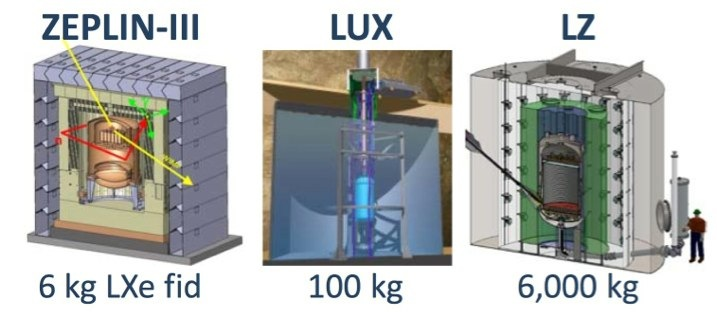 ZEPLIN-III
LUX
LZ
6 kg LXe fid
100 kg
6,000 kg